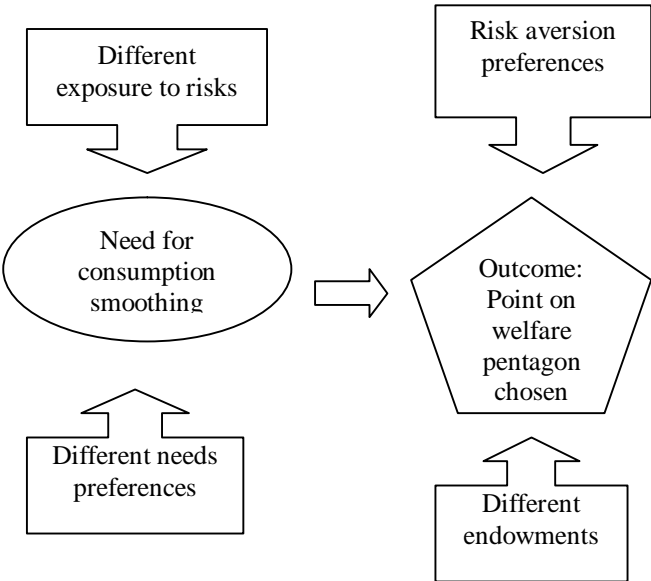 Different
exposure to risks
Risk aversion
preferences
Need for
consumption
smoothing
Outcome:
Point on
welfare
pentagon
chosen
Different needs
preferences
Different
endowments